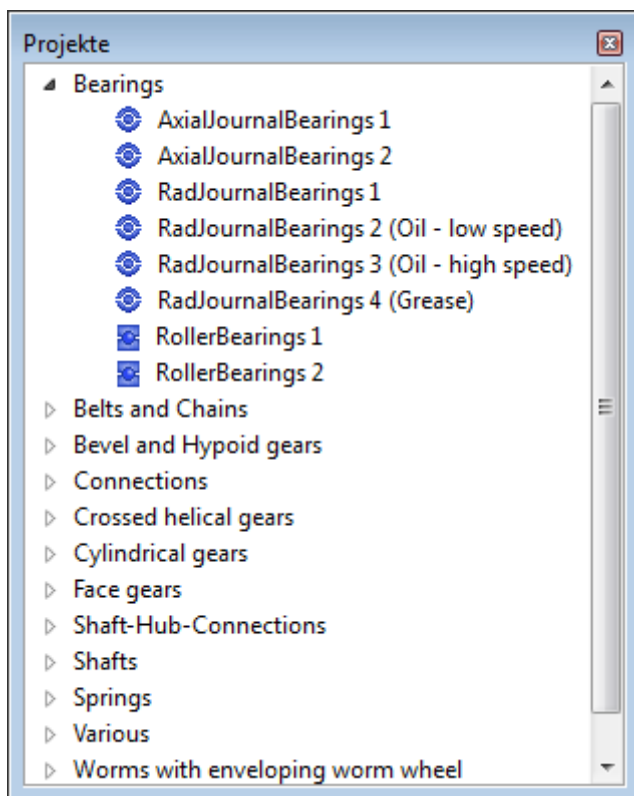 Projekte
Bearings
AxialJournalBearings 1
AxialJournalBearings 2
RadJournalBearings 1
RadJournalBearings 2 (Oil - low speed)
RadJournalBearings 3 (Oil - high speed)
RadJournalBearings 4 (Grease)
RollerBearings 1
RollerBearings 2
Belts and Chains
Bevel and Hypoid gears
Connections
Crossed helical gears
Cylindrical gears
Face gears
Shaft-Hub-Connections
Shafts
Springs
Various
Worms with enveloping worm wheel